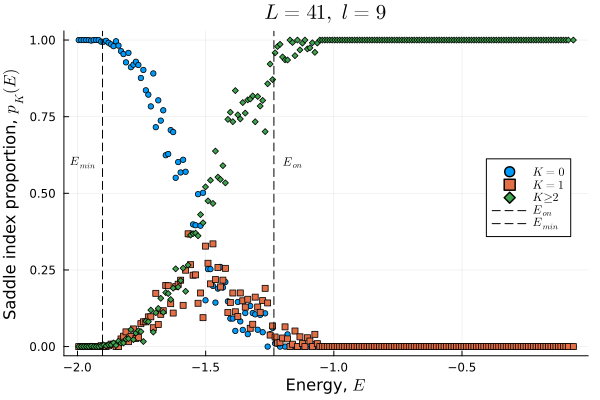 L = 41, l = 9
Saddle index proportion, p_K(E)
1.00
0.75
0.50
0.25
0.00
E_min
E_on
K = 0
K = 1
K ≥ 2
E_on
E_min
−2.0 −1.5 −1.0 −0.5
Energy, E